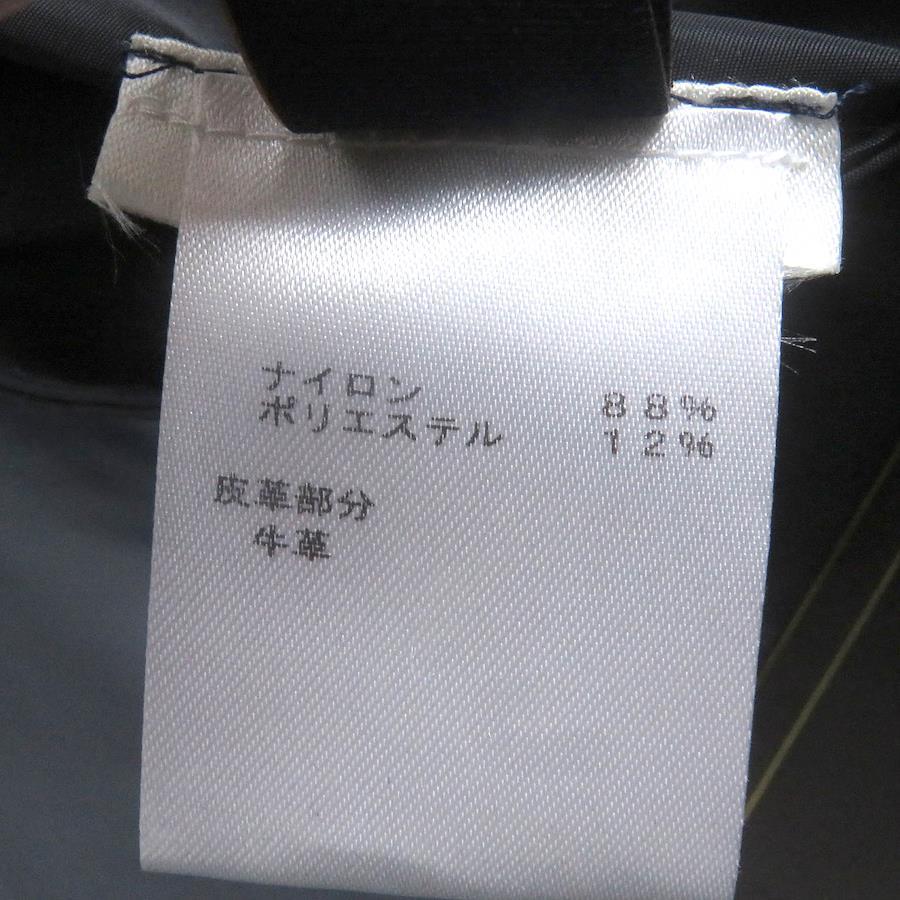 ナイロン 88%
ポリエステル 12%
皮革部分
牛革